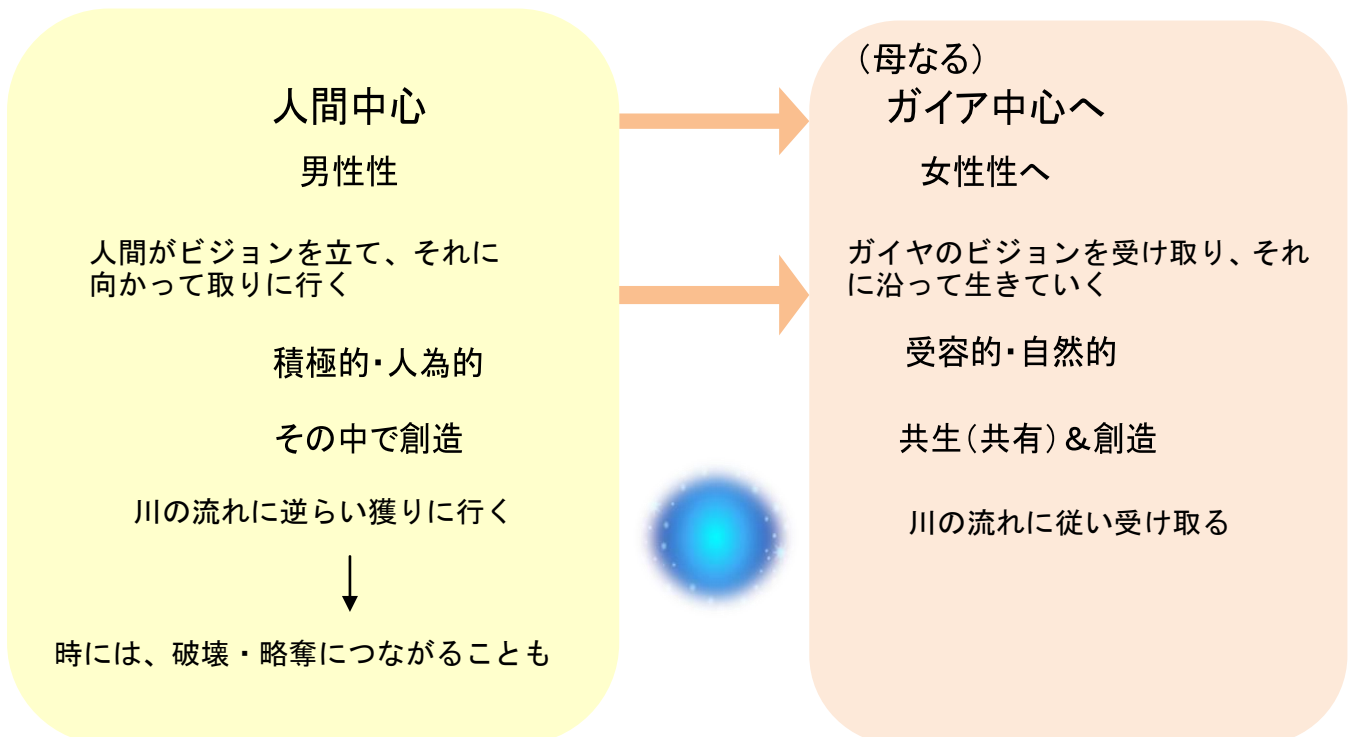 人間中心
男性性
人間がビジョンを立て、それに
向かって取りに行く
積極的・人為的
その中で創造
川の流れに逆らい獲りに行く
時には、破壊・略奪につながることも
（母なる）
ガイア中心へ
女性性へ
ガイヤのビジョンを受け取り、それ
に沿って生きていく
受容的・自然的
共生（共有）＆創造
川の流れに従い受け取る